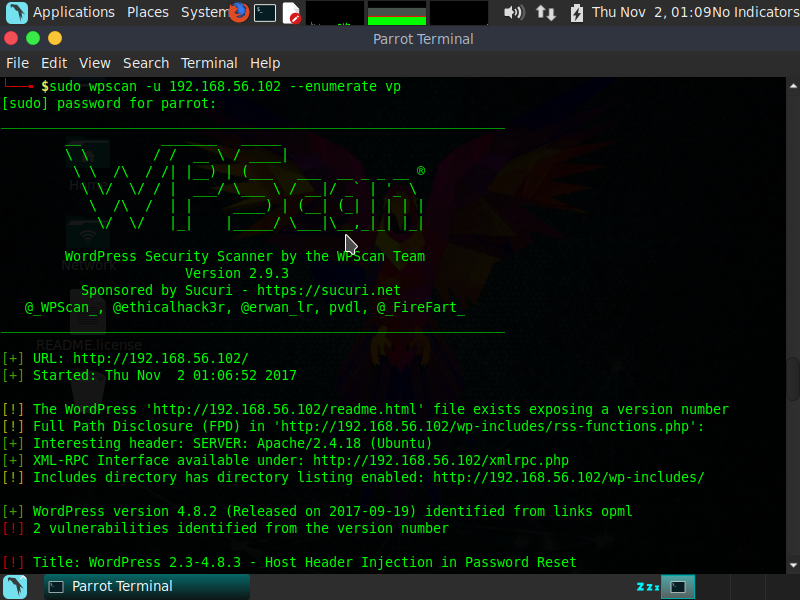 Applications Places System Thu Nov 2, 01:09 No Indicators
Parrot Terminal
File Edit View Search Terminal Help
$sudo wpscan -u 192.168.56.102 --enumerate vp
[sudo] password for parrot:
WPScan ®
WordPress Security Scanner by the WPScan Team
Version 2.9.3
Sponsored by Sucuri - https://sucuri.net
@_WPScan_, @ethicalhack3r, @erwan_lr, pvdl, @_FireFart_
README.license
[+] URL: http://192.168.56.102/
[+] Started: Thu Nov  2 01:06:52 2017
[!] The WordPress 'http://192.168.56.102/readme.html' file exists exposing a version number
[!] Full Path Disclosure (FPD) in 'http://192.168.56.102/wp-includes/rss-functions.php':
[+] Interesting header: SERVER: Apache/2.4.18 (Ubuntu)
[+] XML-RPC Interface available under: http://192.168.56.102/xmlrpc.php
[!] Includes directory has directory listing enabled: http://192.168.56.102/wp-includes/
[+] WordPress version 4.8.2 (Released on 2017-09-19) identified from links opml
[!] 2 vulnerabilities identified from the version number
[!] Title: WordPress 2.3-4.8.3 - Host Header Injection in Password Reset
Parrot Terminal
zzz